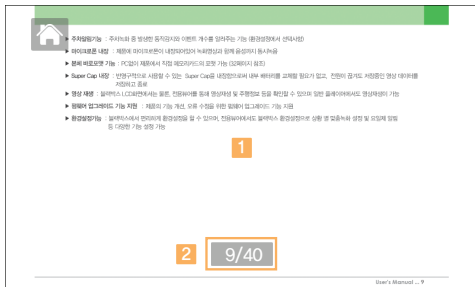 ▶ 주차알림기능 : 주차녹화 중 발생한 동작감지와 이벤트 개수를 알려주는 기능 (환경설정에서 선택사항)
▶ 마이크로폰 내장 : 제품에 마이크로폰이 내장되어있어 녹화영상과 함께 음성까지 동시녹음
▶ 본체 바로포맷 기능 : PC없이 제품에서 직접 메모리카드의 포맷 가능 (32페이지 참조)
▶ Super Cap 내장 : 반영구적으로 사용할 수 있는 Super Cap을 내장함으로써 내부 배터리를 교체할 필요가 없고, 전원이 끊겨도 저장중인 영상 데이터를
저장하고 종료
▶ 영상 재생 : 블랙박스 LCD화면에서는 물론, 전용뷰어를 통해 영상재생 및 주행정보 등을 확인할 수 있으며 일반 플레이어에서도 영상재생이 가능
▶ 펌웨어 업그레이드 기능 지원 : 제품의 기능 개선, 오류 수정을 위한 펌웨어 업그레이드 기능 지원
▶ 환경설정기능 : 블랙박스에서 편리하게 환경설정을 할 수 있으며, 전용뷰어에서도 블랙박스 환경설정으로 상황 별 맞춤녹화 설정 및 요일제 알림
등 다양한 기능 설정 가능
1
2 9/40
User's Manual ... 9